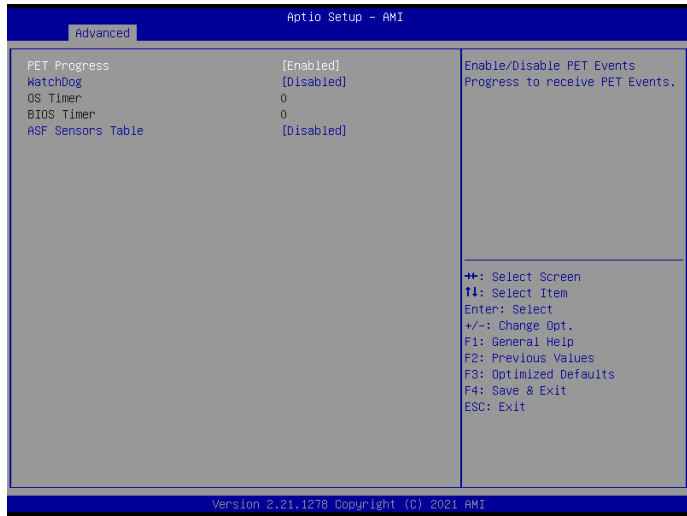 Aptio Setup – AMI
Advanced
PET Progress [Enabled]
WatchDog [Disabled]
OS Timer 0
BIOS Timer 0
ASF Sensors Table [Disabled]
Enable/Disable PET Events
Progress to receive PET Events.
→←: Select Screen
↑↓: Select Item
Enter: Select
+/-: Change Opt.
F1: General Help
F2: Previous Values
F3: Optimized Defaults
F4: Save & Exit
ESC: Exit
Version 2.21.1278 Copyright (C) 2021 AMI